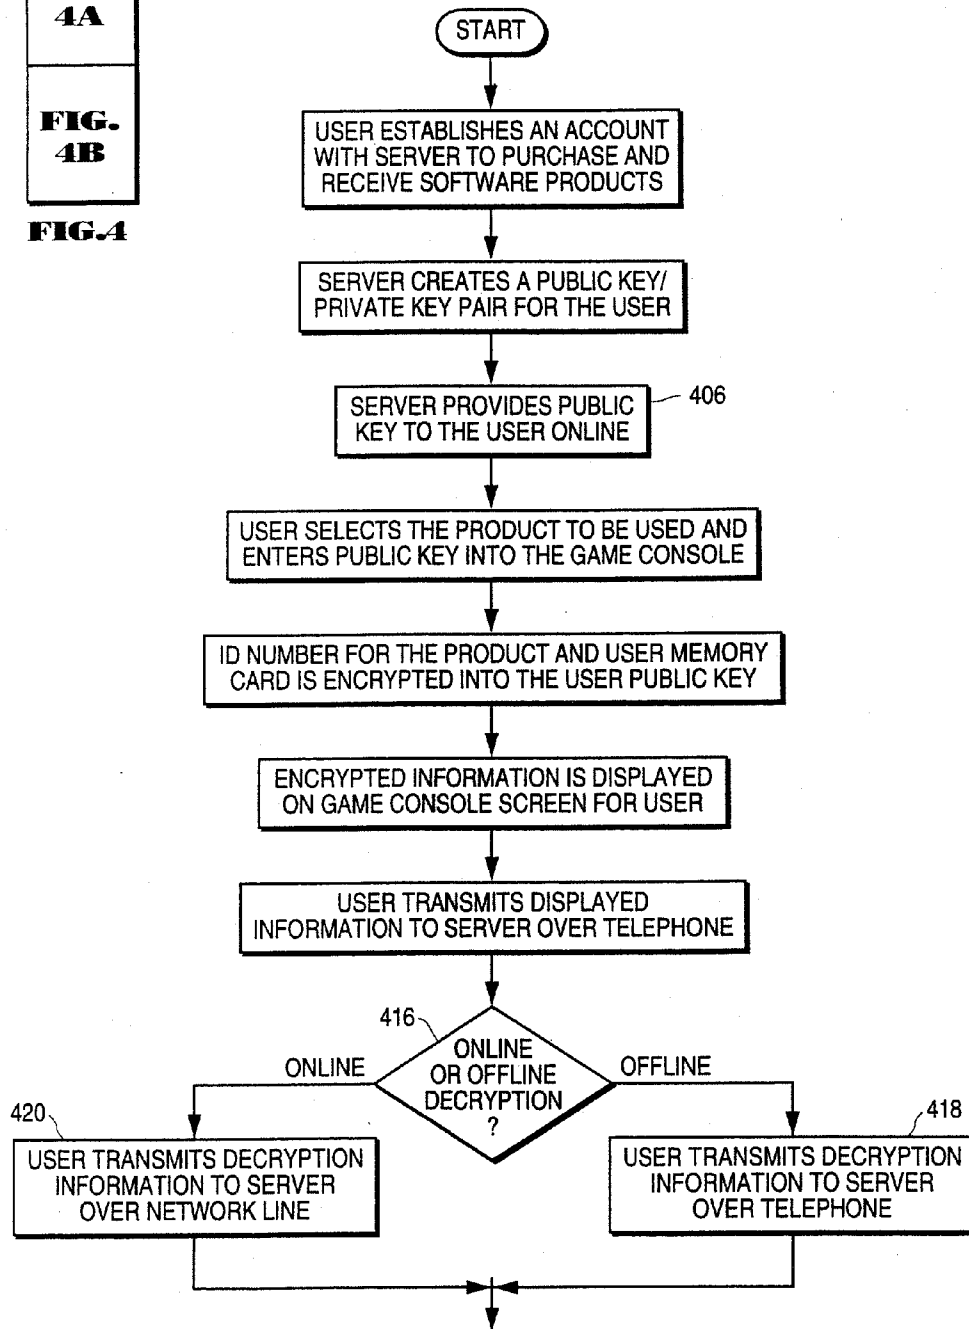 4A
FIG.
4B
FIG.4
START
USER ESTABLISHES AN ACCOUNT
WITH SERVER TO PURCHASE AND
RECEIVE SOFTWARE PRODUCTS
SERVER CREATES A PUBLIC KEY/
PRIVATE KEY PAIR FOR THE USER
SERVER PROVIDES PUBLIC
KEY TO THE USER ONLINE
406
USER SELECTS THE PRODUCT TO BE USED AND
ENTERS PUBLIC KEY INTO THE GAME CONSOLE
ID NUMBER FOR THE PRODUCT AND USER MEMORY
CARD IS ENCRYPTED INTO THE USER PUBLIC KEY
ENCRYPTED INFORMATION IS DISPLAYED
ON GAME CONSOLE SCREEN FOR USER
USER TRANSMITS DISPLAYED
INFORMATION TO SERVER OVER TELEPHONE
416
ONLINE
OR OFFLINE
DECRYPTION
?
ONLINE
OFFLINE
420
USER TRANSMITS DECRYPTION
INFORMATION TO SERVER
OVER NETWORK LINE
418
USER TRANSMITS DECRYPTION
INFORMATION TO SERVER
OVER TELEPHONE